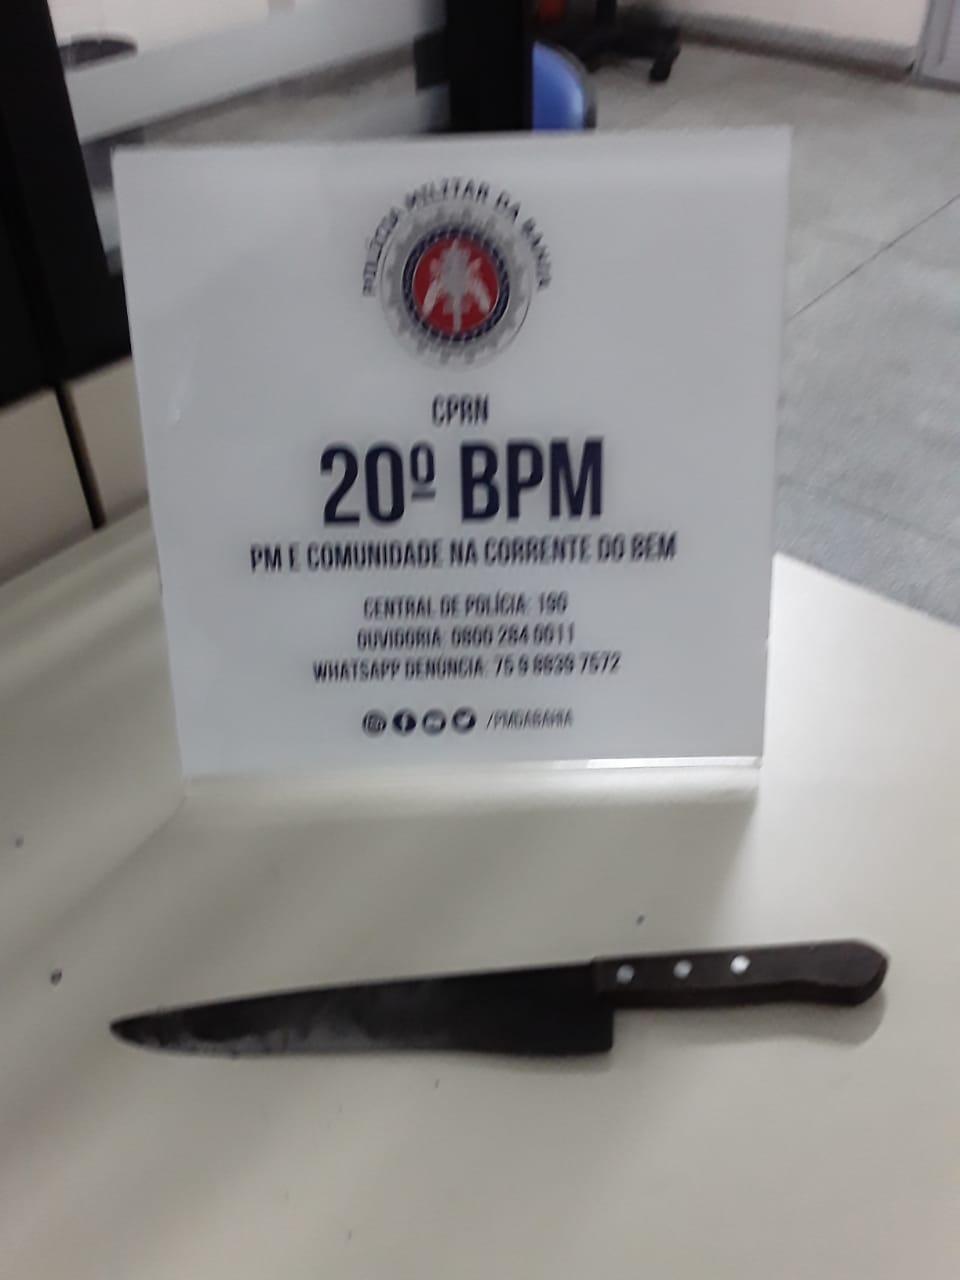 POLÍCIA MILITAR DA BAHIA
CPRN
20º BPM
PM E COMUNIDADE NA CORRENTE DO BEM
CENTRAL DE POLÍCIA: 190
OUVIDORIA: 0800 284 0011
WHATSAPP DENÚNCIA: 75 9 8839 7572
/PMDABAHIA